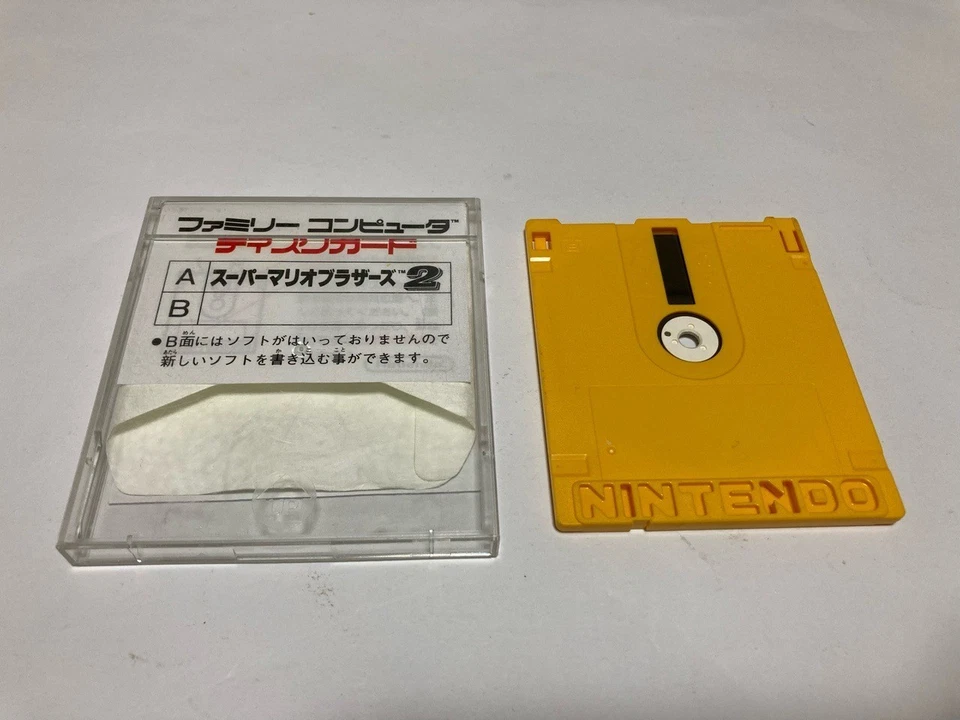 ファミリー コンピュータ™
ディスクカード
A スーパーマリオブラザーズ™2
B
●B面にはソフトがはいっておりませんので
新しいソフトを書き込む事ができます。
NINTENDO